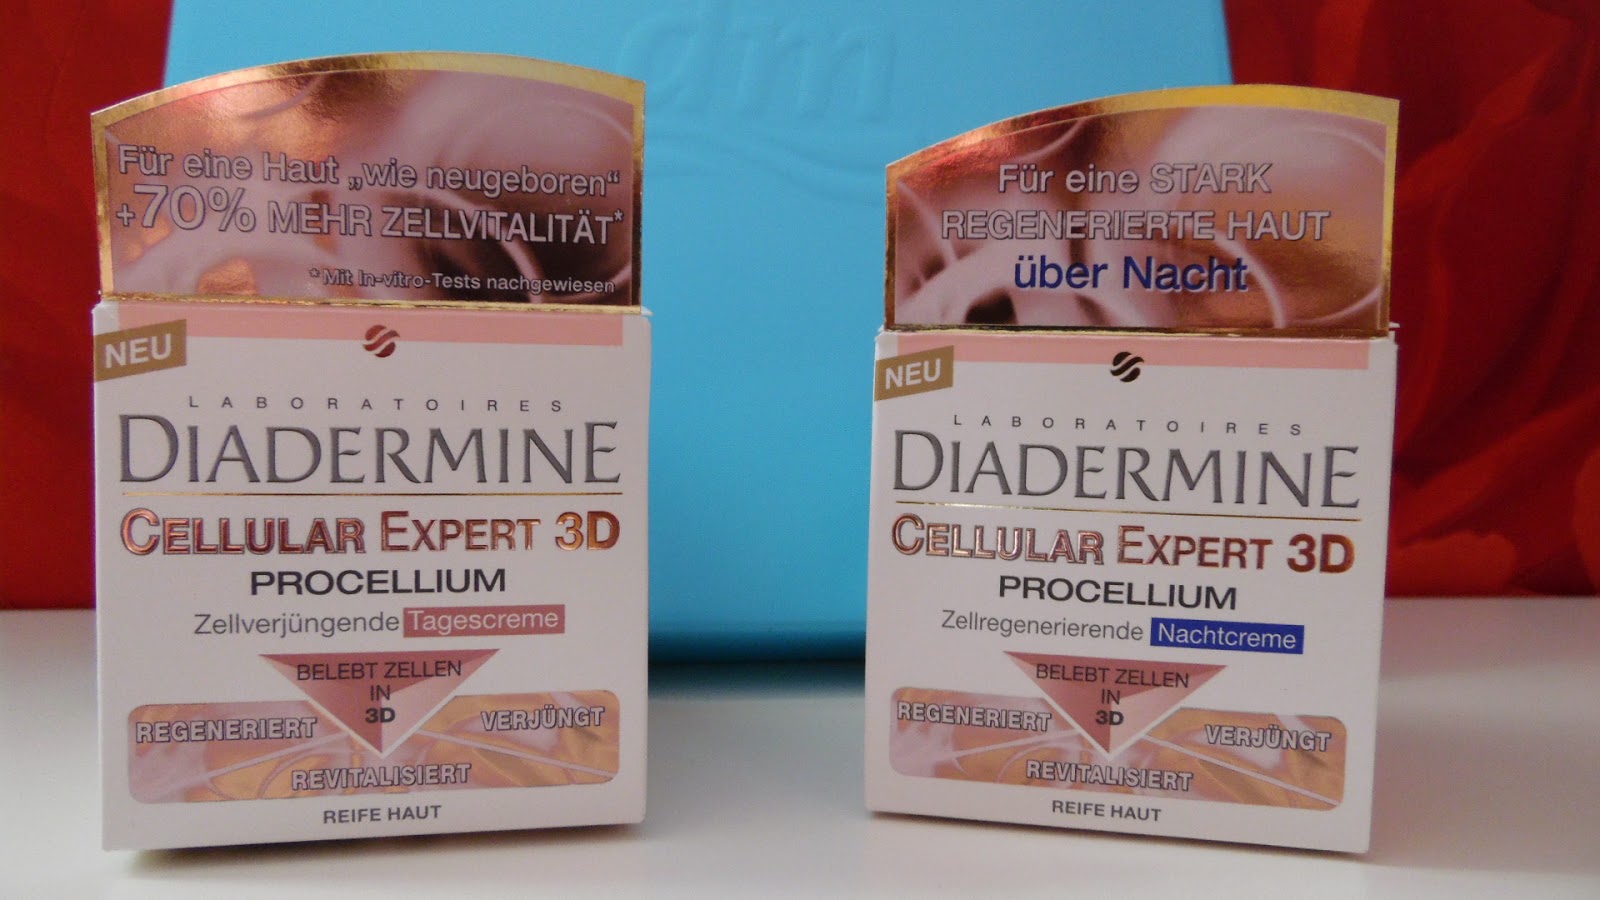 dm
Für eine Haut „wie neugeboren“
+70% MEHR ZELLVITALITÄT*
*Mit In-vitro-Tests nachgewiesen
NEU
LABORATOIRES
DIADERMINE
CELLULAR EXPERT 3D
PROCELLIUM
Zellverjüngende Tagescreme
BELEBT ZELLEN
IN
3D
REGENERIERT
VERJÜNGT
REVITALISIERT
REIFE HAUT
Für eine STARK
REGENERIERTE HAUT
über Nacht
NEU
LABORATOIRES
DIADERMINE
CELLULAR EXPERT 3D
PROCELLIUM
Zellregenerierende Nachtcreme
BELEBT ZELLEN
IN
3D
REGENERIERT
VERJÜNGT
REVITALISIERT
REIFE HAUT